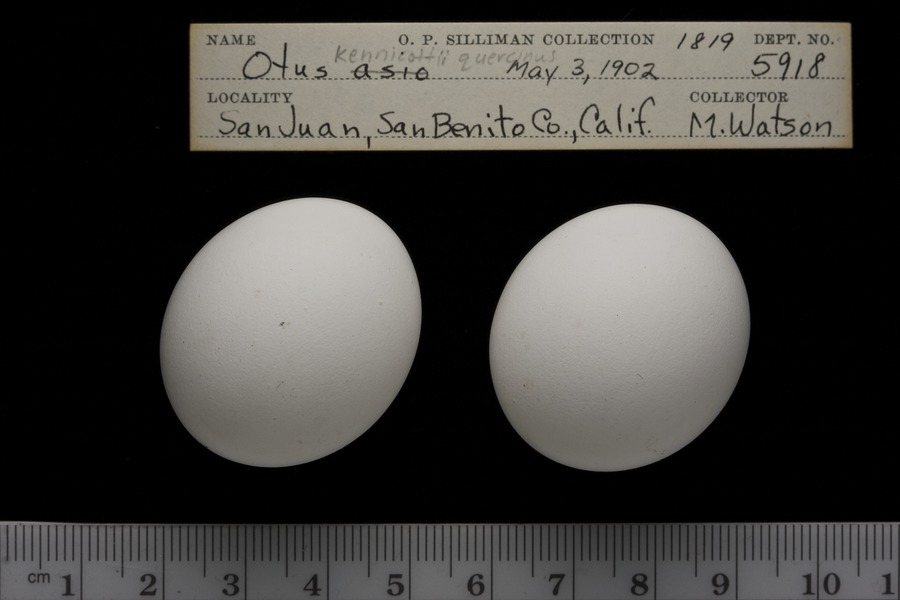 NAME O. P. SILLIMAN COLLECTION 1819 DEPT. NO.
kennicottii quercinus
Otus asio May 3, 1902 5918
LOCALITY COLLECTOR
San Juan, San Benito Co., Calif. M. Watson
cm 1 2 3 4 5 6 7 8 9 10 1